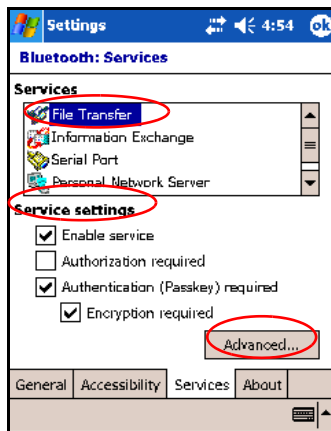 Settings 4:54 ok
Bluetooth: Services
Services
File Transfer
Information Exchange
Serial Port
Personal Network Server
Service settings
Enable service
Authorization required
Authentication (Passkey) required
Encryption required
Advanced...
General Accessibility Services About